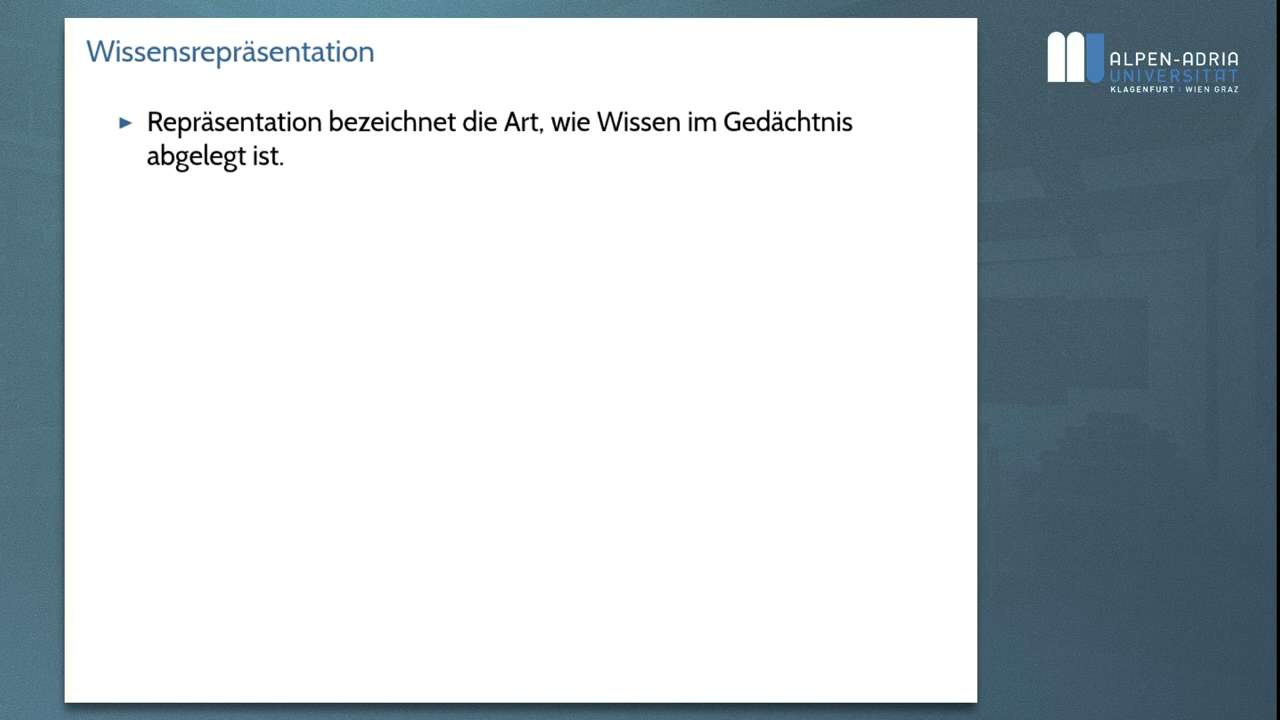 Wissensrepräsentation
► Repräsentation bezeichnet die Art, wie Wissen im Gedächtnis
abgelegt ist.
ALPEN-ADRIA
UNIVERSITÄT
KLAGENFURT | WIEN GRAZ